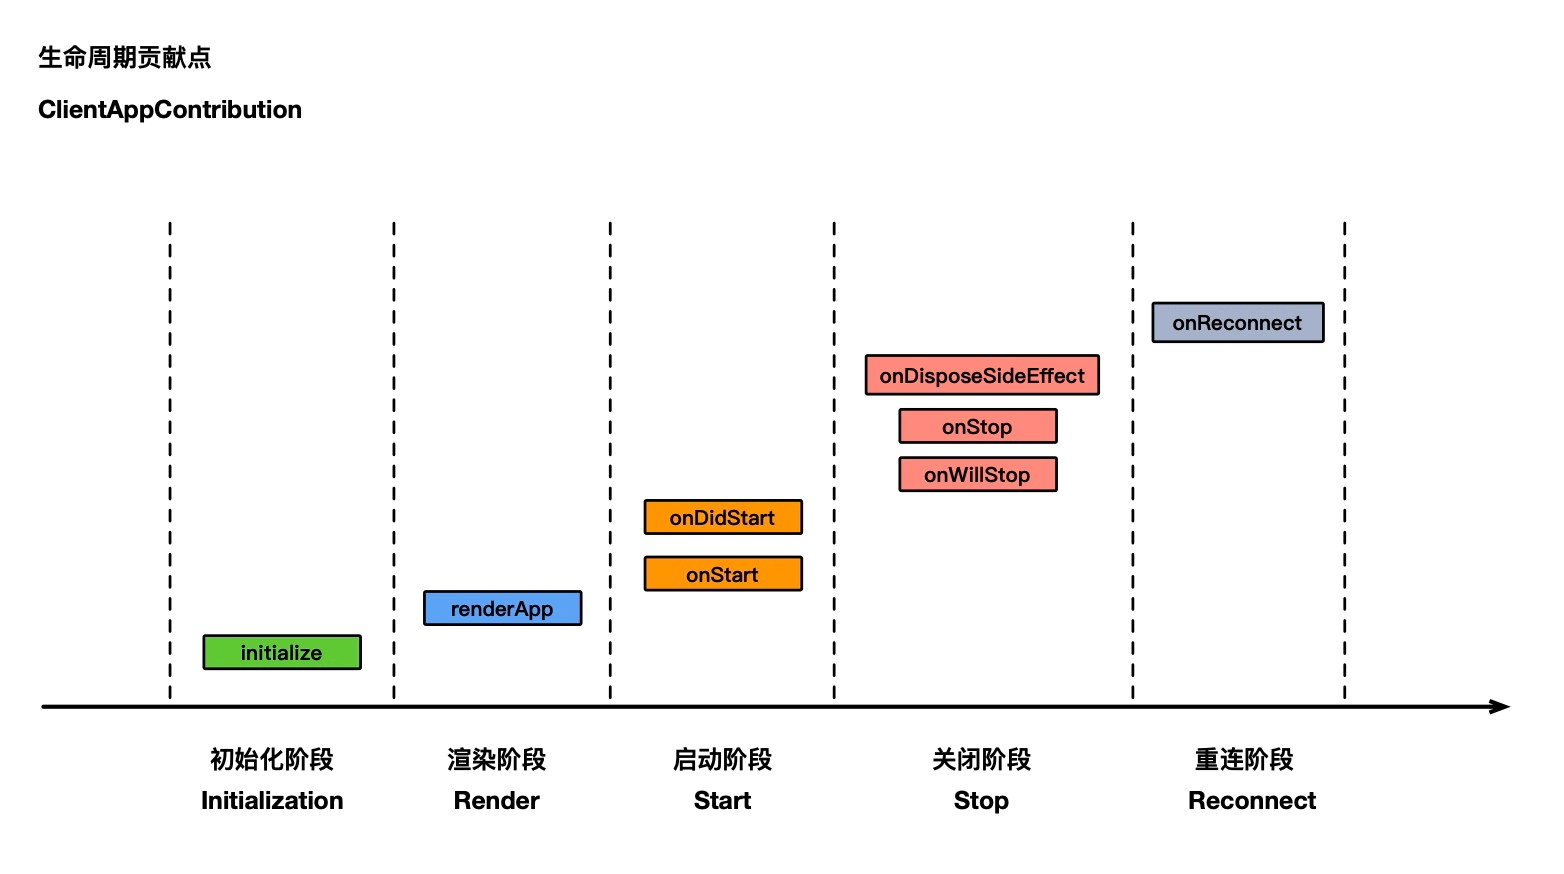 生命周期贡献点
ClientAppContribution
onReconnect
onDisposeSideEffect
onStop
onWillStop
onDidStart
onStart
renderApp
initialize
初始化阶段
Initialization
渲染阶段
Render
启动阶段
Start
关闭阶段
Stop
重连阶段
Reconnect